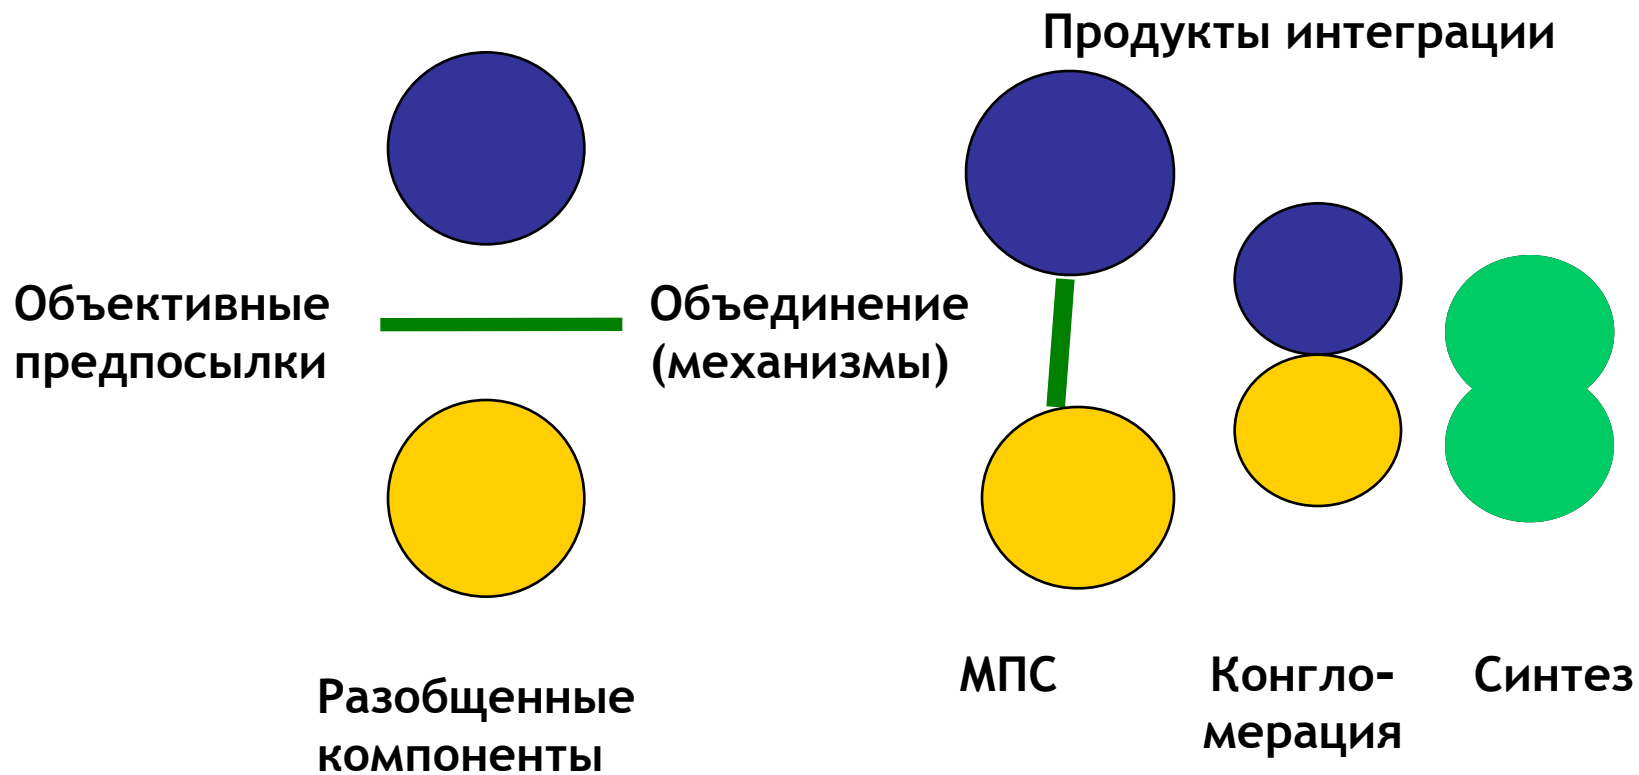 Продукты интеграции
Объективные
предпосылки
Объединение
(механизмы)
Разобщенные
компоненты
МПС
Конгло-
мерация
Синтез